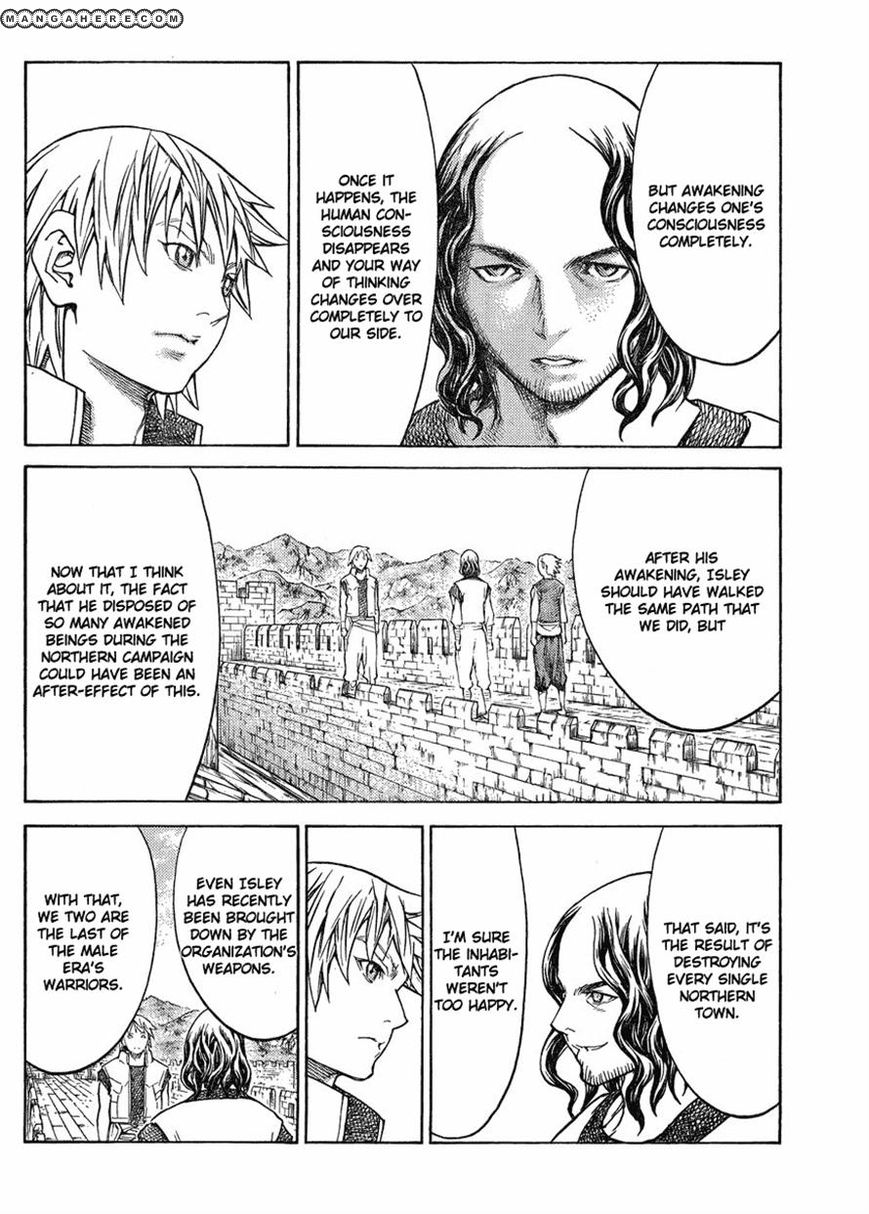 MANGAHERE.COM
BUT AWAKENING
CHANGES ONE'S
CONSCIOUSNESS
COMPLETELY.
ONCE IT
HAPPENS, THE
HUMAN CON-
SCIOUSNESS
DISAPPEARS
AND YOUR WAY
OF THINKING
CHANGES OVER
COMPLETELY TO
OUR SIDE.
AFTER HIS
AWAKENING, ISLEY
SHOULD HAVE WALKED
THE SAME PATH THAT
WE DID, BUT
NOW THAT I THINK
ABOUT IT, THE FACT
THAT HE DISPOSED OF
SO MANY AWAKENED
BEINGS DURING THE
NORTHERN CAMPAIGN
COULD HAVE BEEN AN
AFTER-EFFECT OF THIS.
THAT SAID, IT'S
THE RESULT OF
DESTROYING
EVERY SINGLE
NORTHERN
TOWN.
I'M SURE
THE INHABI-
TANTS
WEREN'T
TOO HAPPY.
EVEN ISLEY
HAS RECENTLY
BEEN BROUGHT
DOWN BY THE
ORGANIZATION'S
WEAPONS.
WITH THAT,
WE TWO ARE
THE LAST OF
THE MALE
ERA'S
WARRIORS.